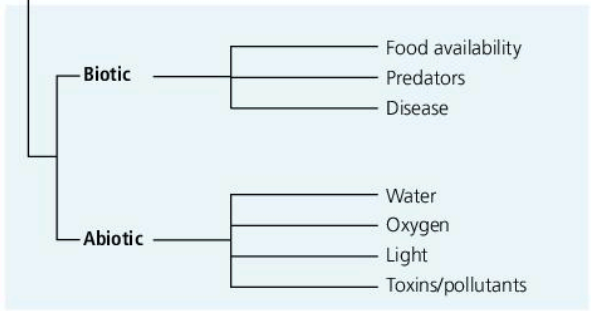 Biotic
Food availability
Predators
Disease
Abiotic
Water
Oxygen
Light
Toxins/pollutants